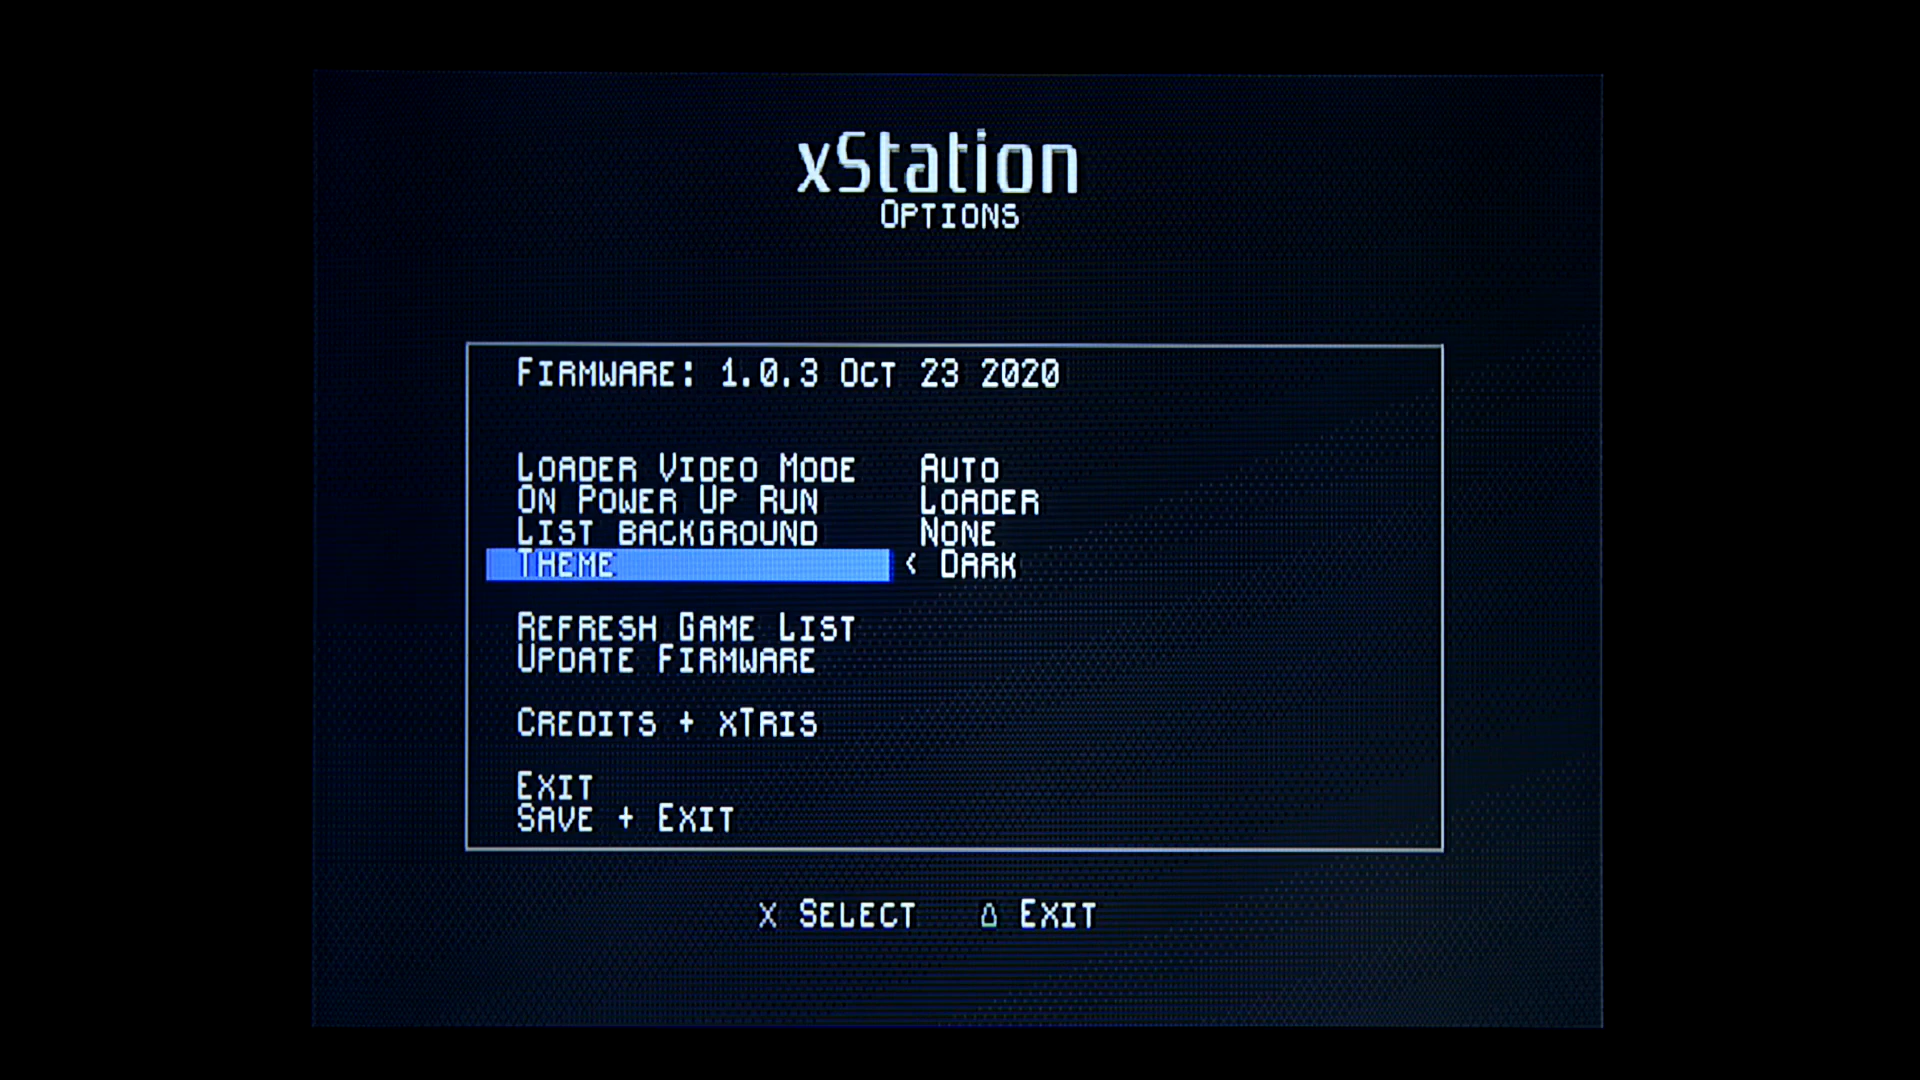 xStation
OPTIONS
FIRMWARE: 1.0.3 OCT 23 2020
LOADER VIDEO MODE AUTO
ON POWER UP RUN LOADER
LIST BACKGROUND NONE
THEME < DARK
REFRESH GAME LIST
UPDATE FIRMWARE
CREDITS + XTRIS
EXIT
SAVE + EXIT
X SELECT △ EXIT